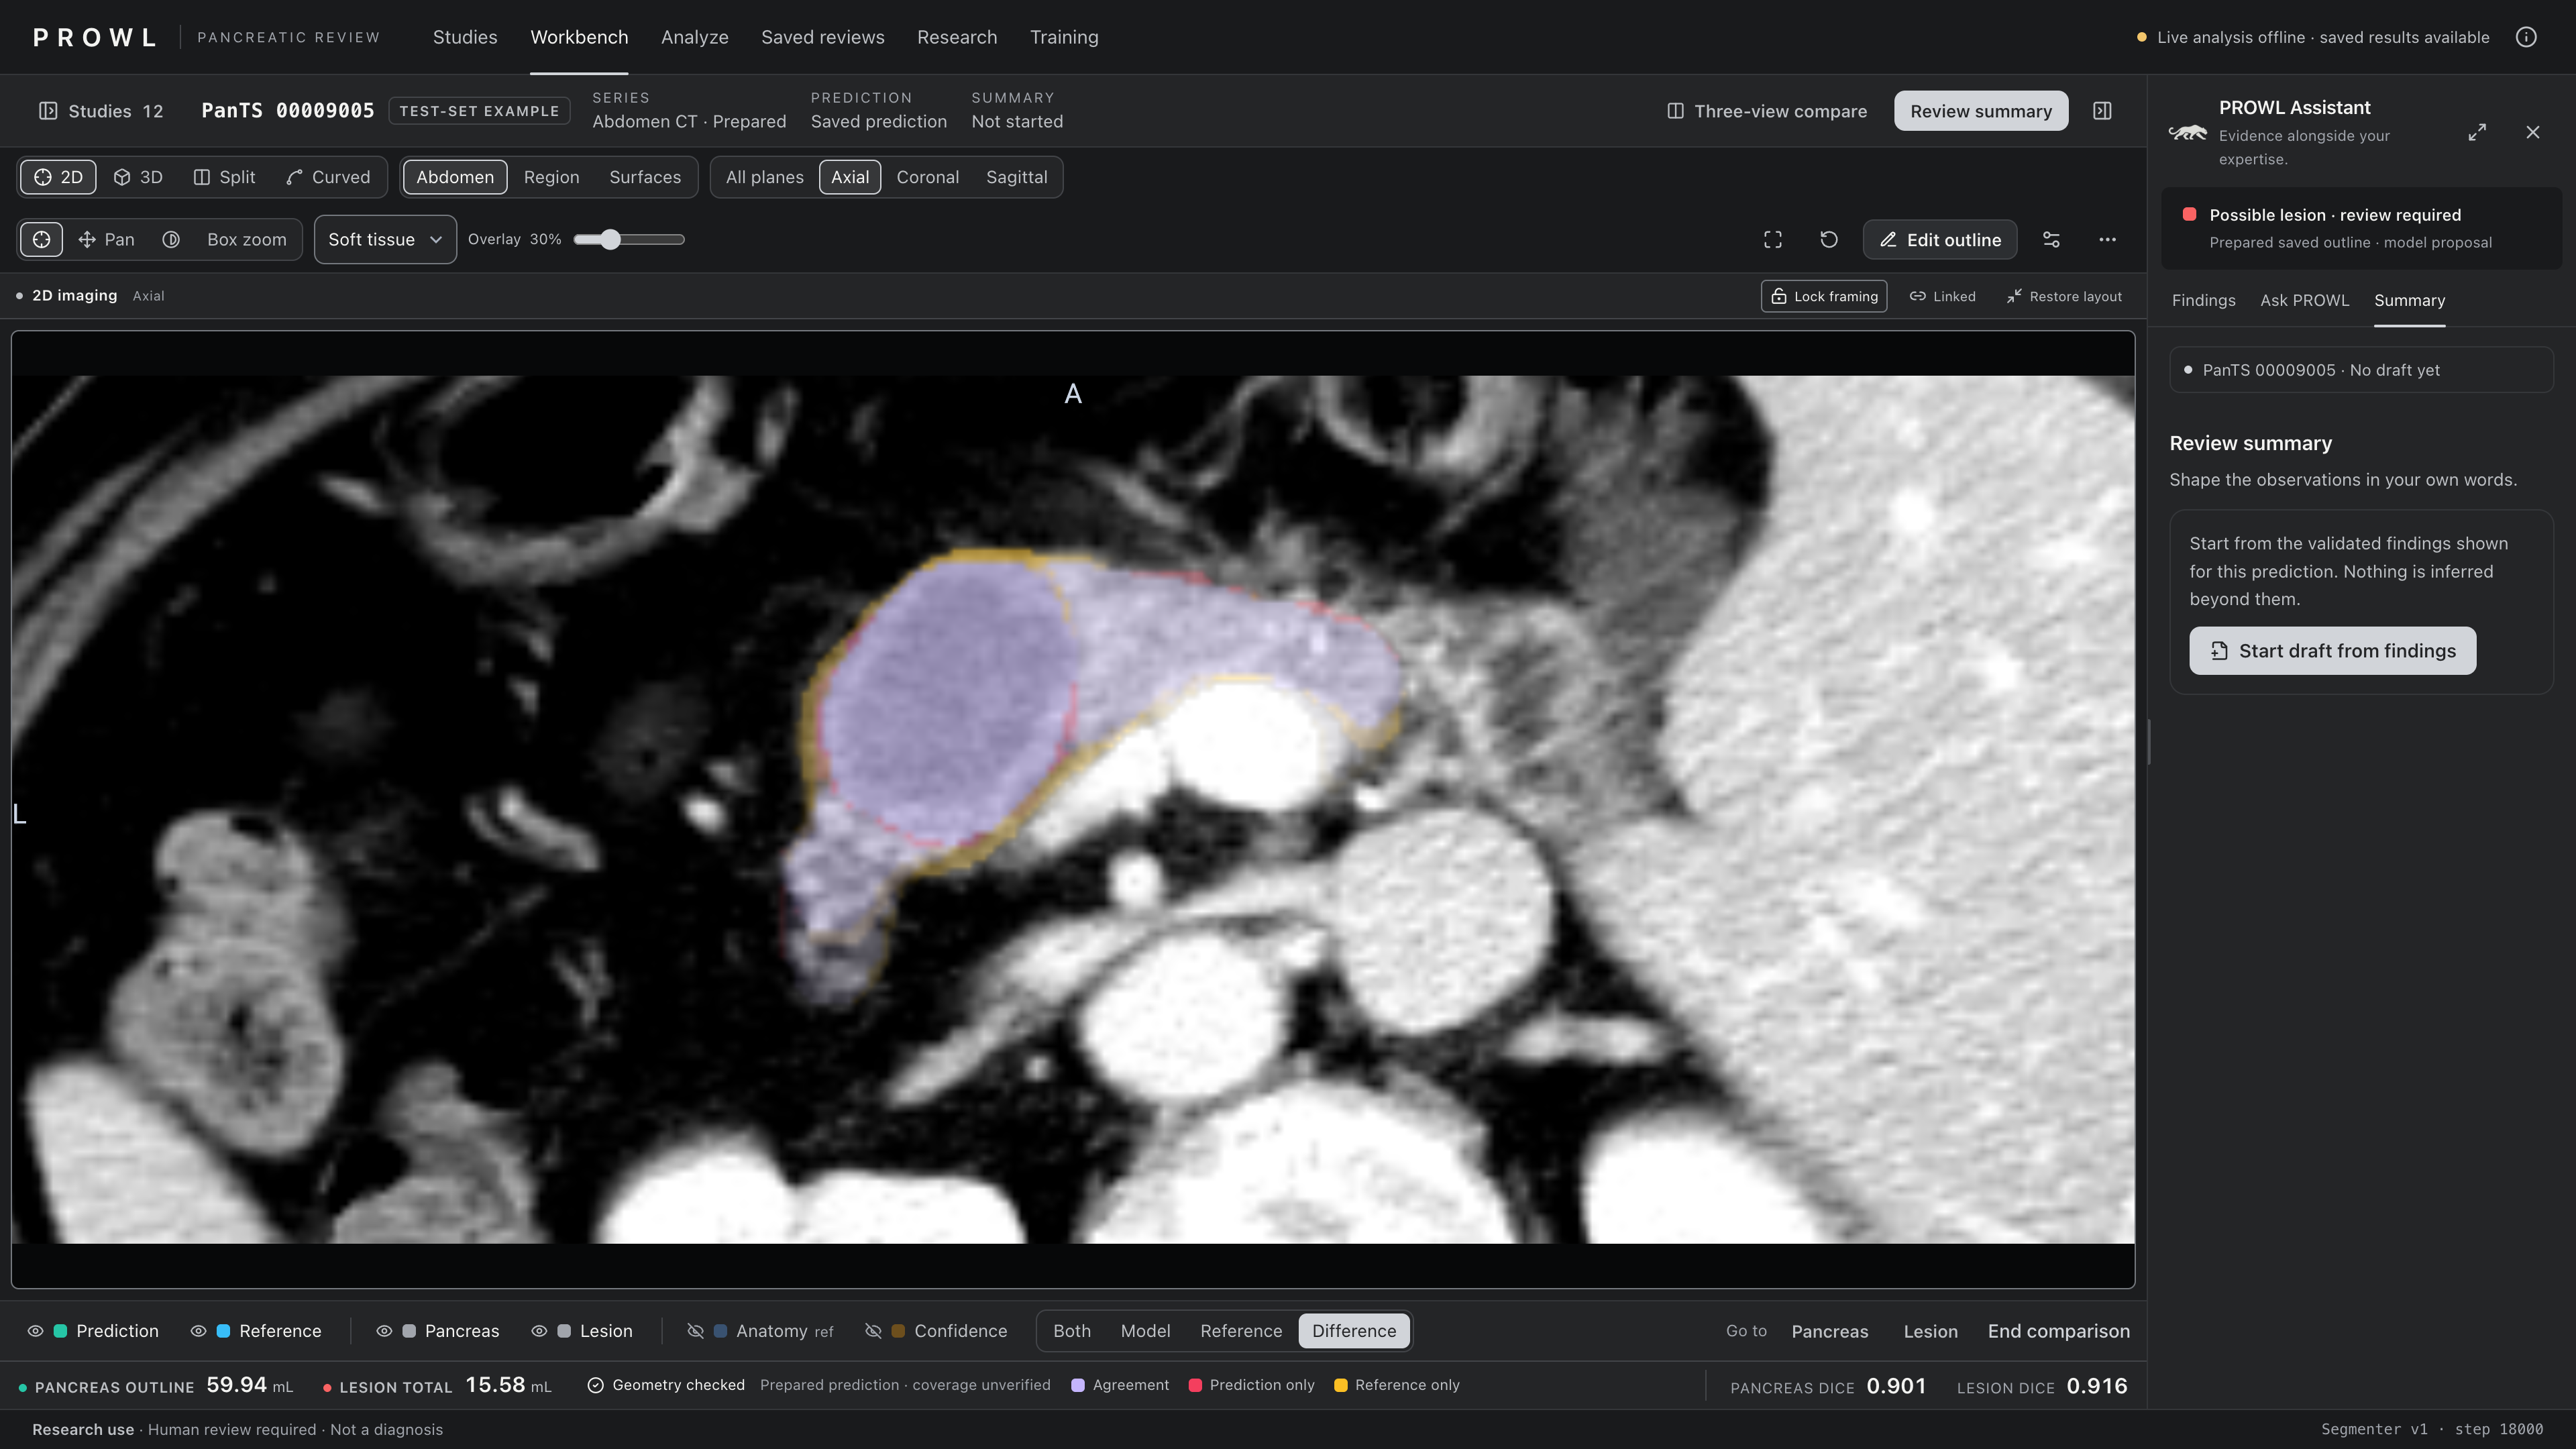 PROWL
PANCREATIC REVIEW
Studies Workbench Analyze Saved reviews Research Training
Live analysis offline · saved results available
Studies 12
PanTS 00009005
TEST-SET EXAMPLE
SERIES
Abdomen CT · Prepared
PREDICTION
Saved prediction
SUMMARY
Not started
Three-view compare
Review summary
2D 3D Split Curved
Abdomen Region Surfaces
All planes Axial Coronal Sagittal
Pan Box zoom
Soft tissue
Overlay 30%
Edit outline
2D imaging Axial
Lock framing Linked Restore layout
A
L
Prediction Reference Pancreas Lesion Anatomy ref Confidence
Both Model Reference Difference
Go to Pancreas Lesion End comparison
PANCREAS OUTLINE 59.94 mL
LESION TOTAL 15.58 mL
Geometry checked Prepared prediction · coverage unverified
Agreement Prediction only Reference only
PANCREAS DICE 0.901 LESION DICE 0.916
Research use · Human review required · Not a diagnosis
Segmenter v1 · step 18000
PROWL Assistant
Evidence alongside your
expertise.
Possible lesion · review required
Prepared saved outline · model proposal
Findings Ask PROWL Summary
PanTS 00009005 · No draft yet
Review summary
Shape the observations in your own words.
Start from the validated findings shown
for this prediction. Nothing is inferred
beyond them.
Start draft from findings